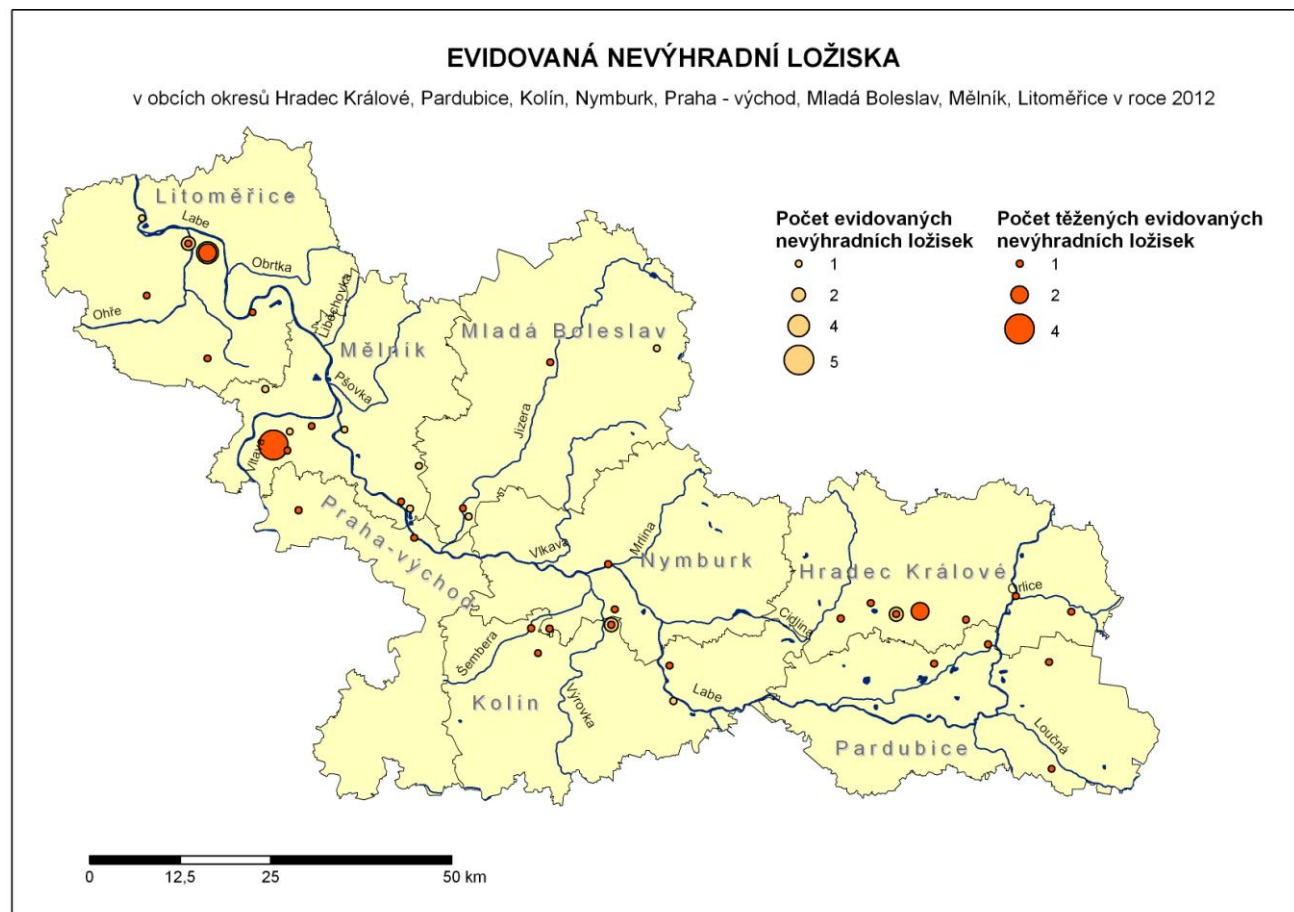 EVIDOVANÁ NEVÝHRADNÍ LOŽISKA
v obcích okresů Hradec Králové, Pardubice, Kolín, Nymburk, Praha - východ, Mladá Boleslav, Mělník, Litoměřice v roce 2012
Počet evidovaných
nevýhradních ložisek
1
2
4
5
Počet těžených evidovaných
nevýhradních ložisek
1
2
4
Litoměřice
Labe
Obrtka
Ohře
Liběchovka
Mělník
Pšovka
Mladá Boleslav
Jizera
Vltava
Praha-východ
Vlkava
Mrlina
Nymburk
Hradec Králové
Orlice
Cidlina
Šembera
Kolín
Výrovka
Labe
Pardubice
Loučná
0 12,5 25 50 km